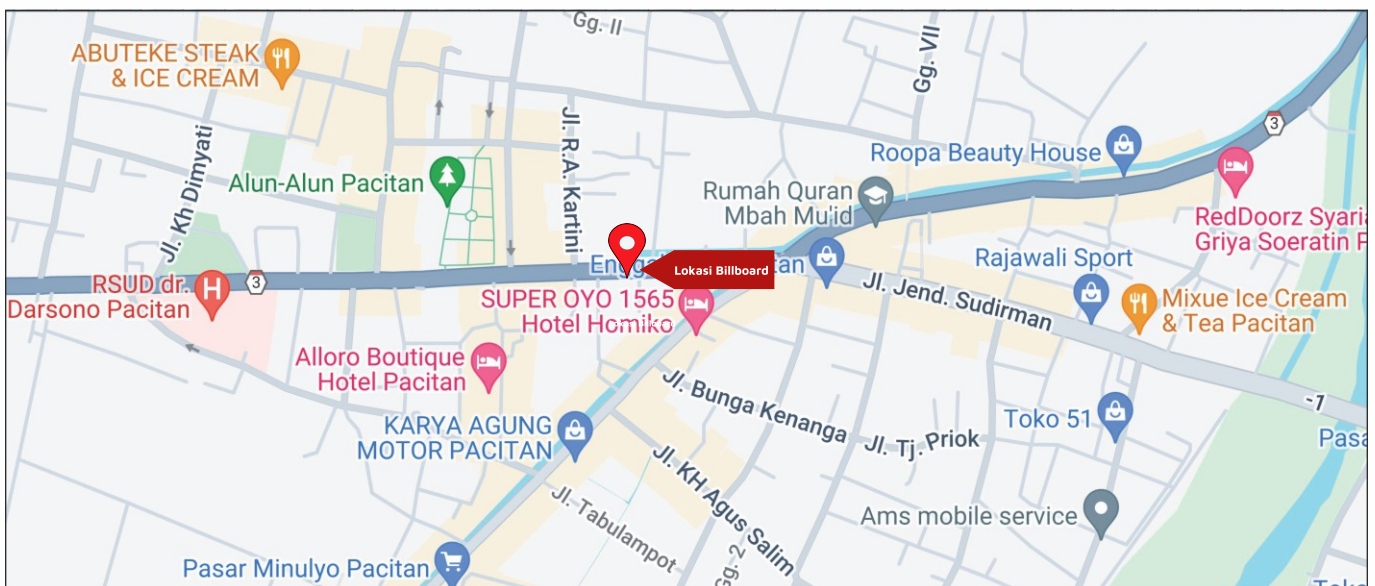 Gg. II
Gg. VII
ABUTEKE STEAK
& ICE CREAM
3
Jl. R.A. Kartini
Jl. Kh Dimyati
Roopa Beauty House
Alun-Alun Pacitan
Rumah Quran
Mbah Mu'id
RedDoorz Syaria
Griya Soeratin P
Lokasi Billboard
Rajawali Sport
RSUD dr.
Darsono Pacitan
H
3
SUPER OYO 1565
Hotel Homiko
Jl. Jend. Sudirman
Mixue Ice Cream
& Tea Pacitan
Alloro Boutique
Hotel Pacitan
Jl. Bunga Kenanga
-1
KARYA AGUNG
MOTOR PACITAN
Jl. Tj. Priok
Toko 51
Pasa
Jl. KH Agus Salim
Jl. Tabulampot
Ams mobile service
Gg. 2
Pasar Minulyo Pacitan